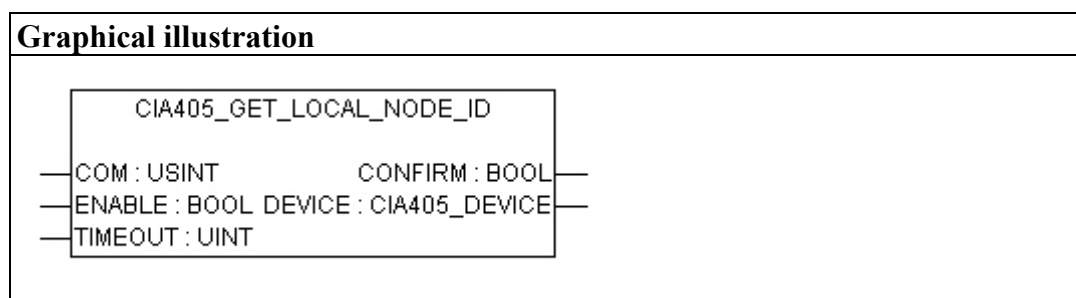 Graphical illustration
CIA405_GET_LOCAL_NODE_ID
COM : USINT CONFIRM : BOOL
ENABLE : BOOL DEVICE : CIA405_DEVICE
TIMEOUT : UINT